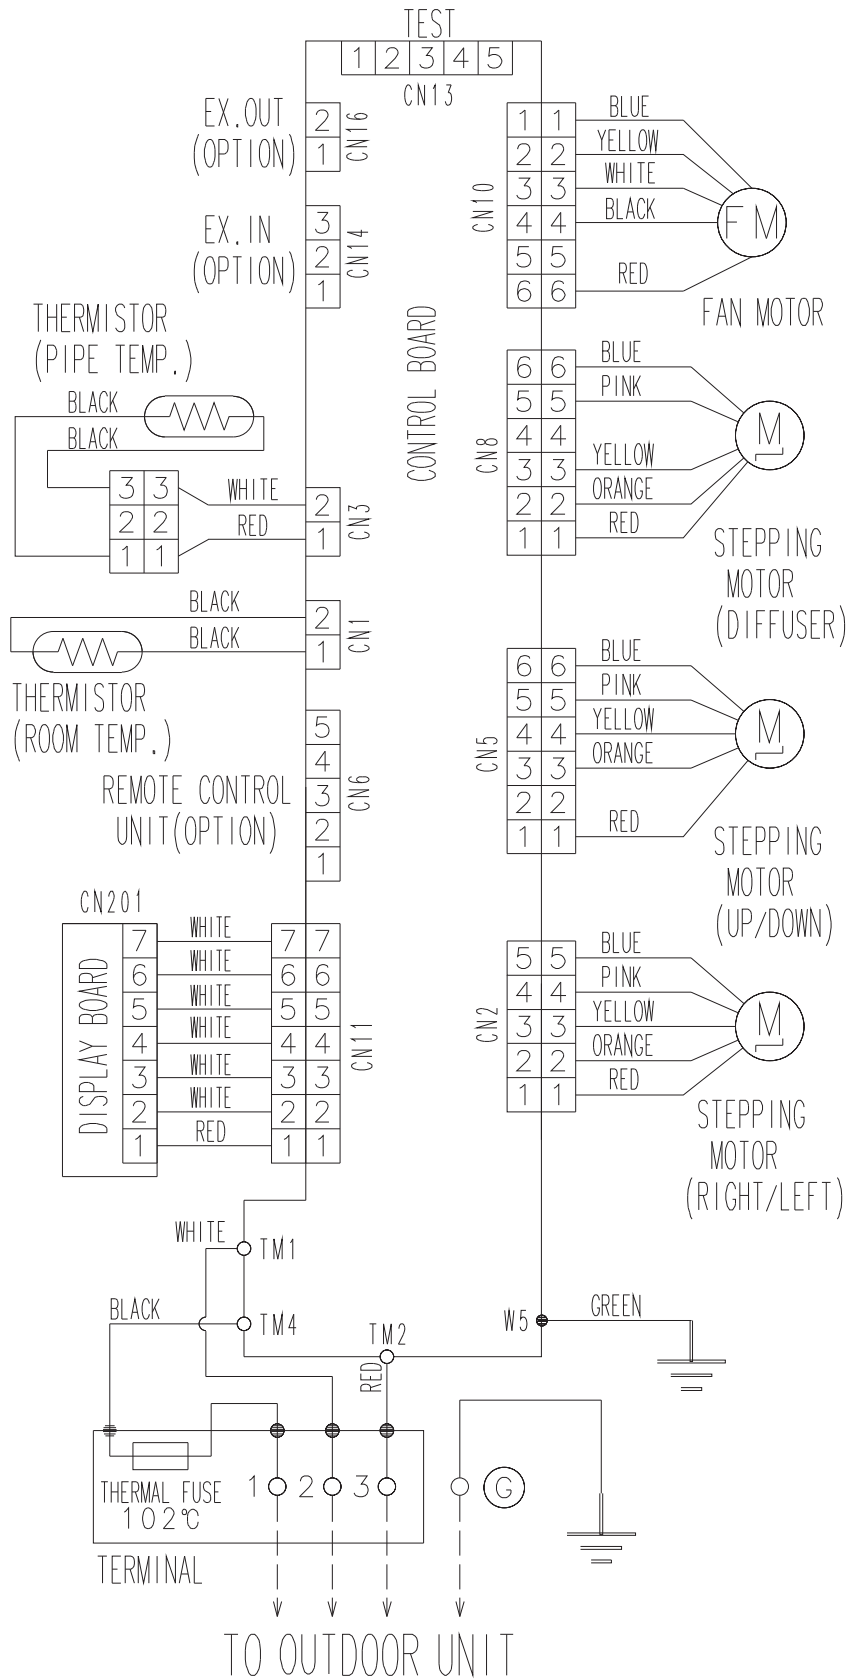 TEST
1 2 3 4 5
CN13
EX.OUT
(OPTION)
2
1
CN16
EX.IN
(OPTION)
3
2
1
CN14
THERMISTOR
(PIPE TEMP.)
BLACK
BLACK
3 3
2 2
1 1
WHITE
RED
2
1
CN3
BLACK
BLACK
2
1
CN1
THERMISTOR
(ROOM TEMP.)
REMOTE CONTROL
UNIT(OPTION)
5
4
3
2
1
CN6
CN201
DISPLAY BOARD
7 WHITE 7 7
6 WHITE 6 6
5 WHITE 5 5
4 WHITE 4 4
3 WHITE 3 3
2 WHITE 2 2
1 RED 1 1
CN11
CONTROL BOARD
CN10
1 1 BLUE
2 2 YELLOW
3 3 WHITE
4 4 BLACK
5 5
6 6 RED
FM
FAN MOTOR
CN8
6 6 BLUE
5 5 PINK
4 4
3 3 YELLOW
2 2 ORANGE
1 1 RED
M
STEPPING
MOTOR
(DIFFUSER)
CN5
6 6 BLUE
5 5 PINK
4 4 YELLOW
3 3 ORANGE
2 2
1 1 RED
M
STEPPING
MOTOR
(UP/DOWN)
CN2
5 5 BLUE
4 4 PINK
3 3 YELLOW
2 2 ORANGE
1 1 RED
M
STEPPING
MOTOR
(RIGHT/LEFT)
WHITE
TM1
BLACK
TM4
TM2
RED
W5
GREEN
THERMAL FUSE
102℃
1 2 3
G
TERMINAL
TO OUTDOOR UNIT